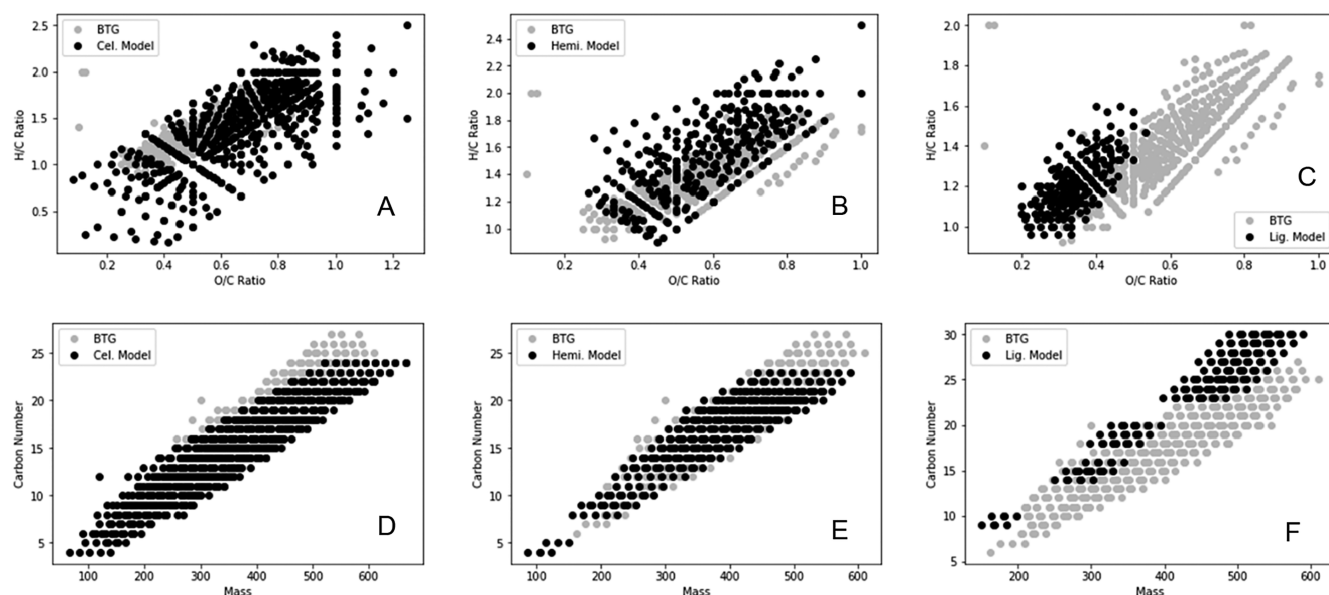 2.5
2.0
1.5
1.0
0.5
H/C Ratio
BTG
Cel. Model
A
0.2
0.4
0.6
0.8
1.0
1.2
O/C Ratio
2.4
2.2
2.0
1.8
1.6
1.4
1.2
1.0
H/C Ratio
BTG
Hemi. Model
B
0.2
0.4
0.6
0.8
1.0
O/C Ratio
2.0
1.8
1.6
1.4
1.2
1.0
H/C Ratio
C
BTG
Lig. Model
0.2
0.4
0.6
0.8
1.0
O/C Ratio
25
20
15
10
5
Carbon Number
BTG
Cel. Model
D
100
200
300
400
500
600
Mass
25
20
15
10
5
Carbon Number
BTG
Hemi. Model
E
100
200
300
400
500
600
Mass
30
25
20
15
10
5
Carbon Number
BTG
Lig. Model
F
200
300
400
500
600
Mass